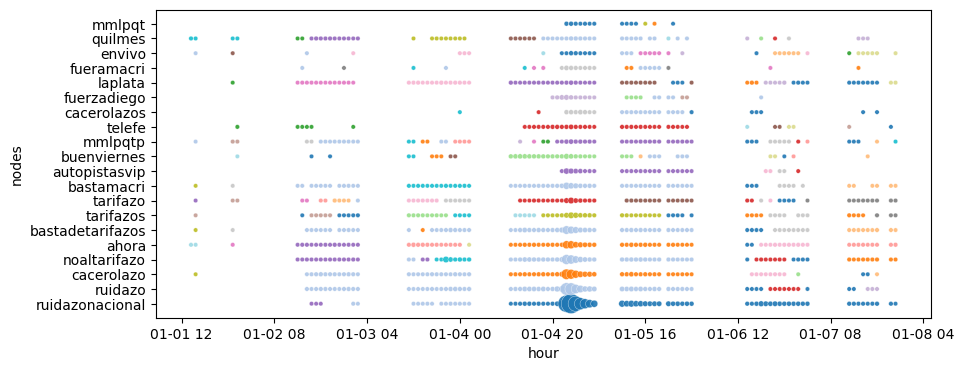 mmlpqt
quilmes
envivo
fueramacri
laplata
fuerzadiego
cacerolazos
telefe
mmlpqtp
buenviernes
autopistasvip
bastamacri
tarifazo
tarifazos
bastadetarifazos
ahora
noaltarifazo
cacerolazo
ruidazo
ruidazonacional
nodes
01-01 12 01-02 08 01-03 04 01-04 00 01-04 20 01-05 16 01-06 12 01-07 08 01-08 04
hour